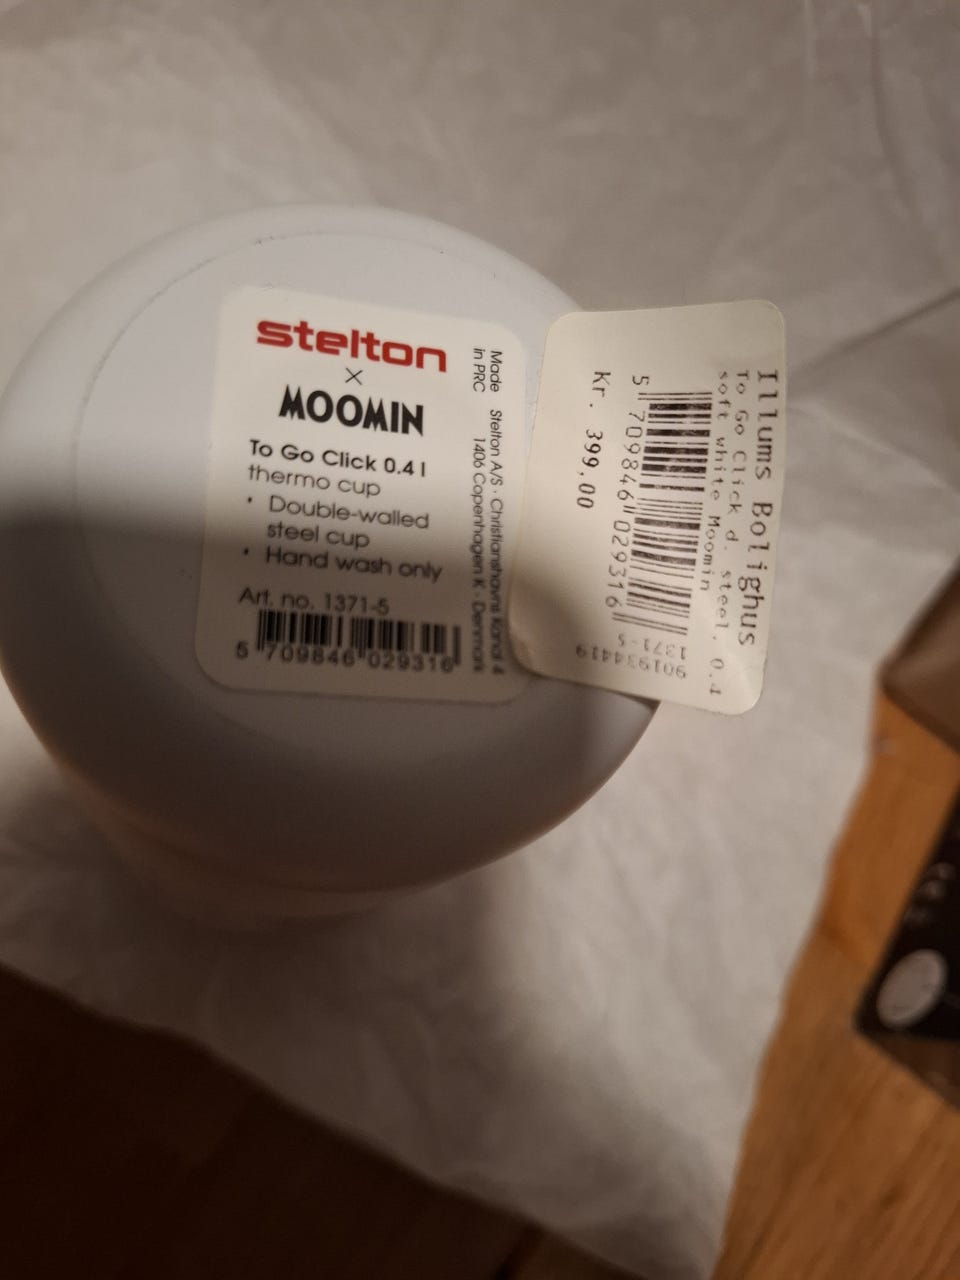 stelton
×
MOOMIN
To Go Click 0.4 l
thermo cup
• Double-walled
steel cup
• Hand wash only
Art. no. 1371-5
5 709846 029316
Made
in PRC
Stelton A/S · Christianshavns Kanal 4
1406 Copenhagen K · Denmark
Illums Bolighus
To Go Click d. steel. 0.4
soft white Moomin
5 709846 029316
Kr. 399,00
1371-5
901934419